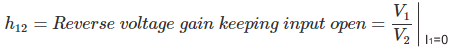 h₁₂ = Reverse voltage gain keeping input open = V₁/V₂ | I₁=0